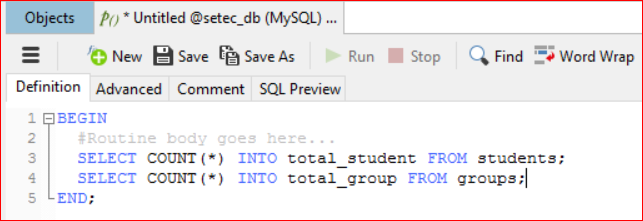 Objects
p() * Untitled @setec_db (MySQL) ...
New Save Save As Run Stop Find Word Wrap
Definition Advanced Comment SQL Preview
1 BEGIN
2 #Routine body goes here...
3 SELECT COUNT(*) INTO total_student FROM students;
4 SELECT COUNT(*) INTO total_group FROM groups;
5 END;